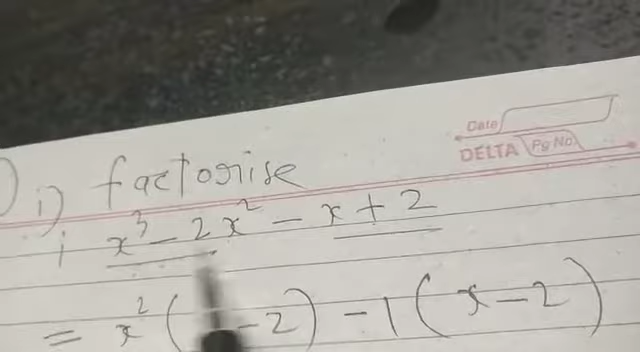 Date
DELTA Pg No
i) factorise
x³ - 2x² - x + 2
= x² ( - 2) - 1 (x - 2)